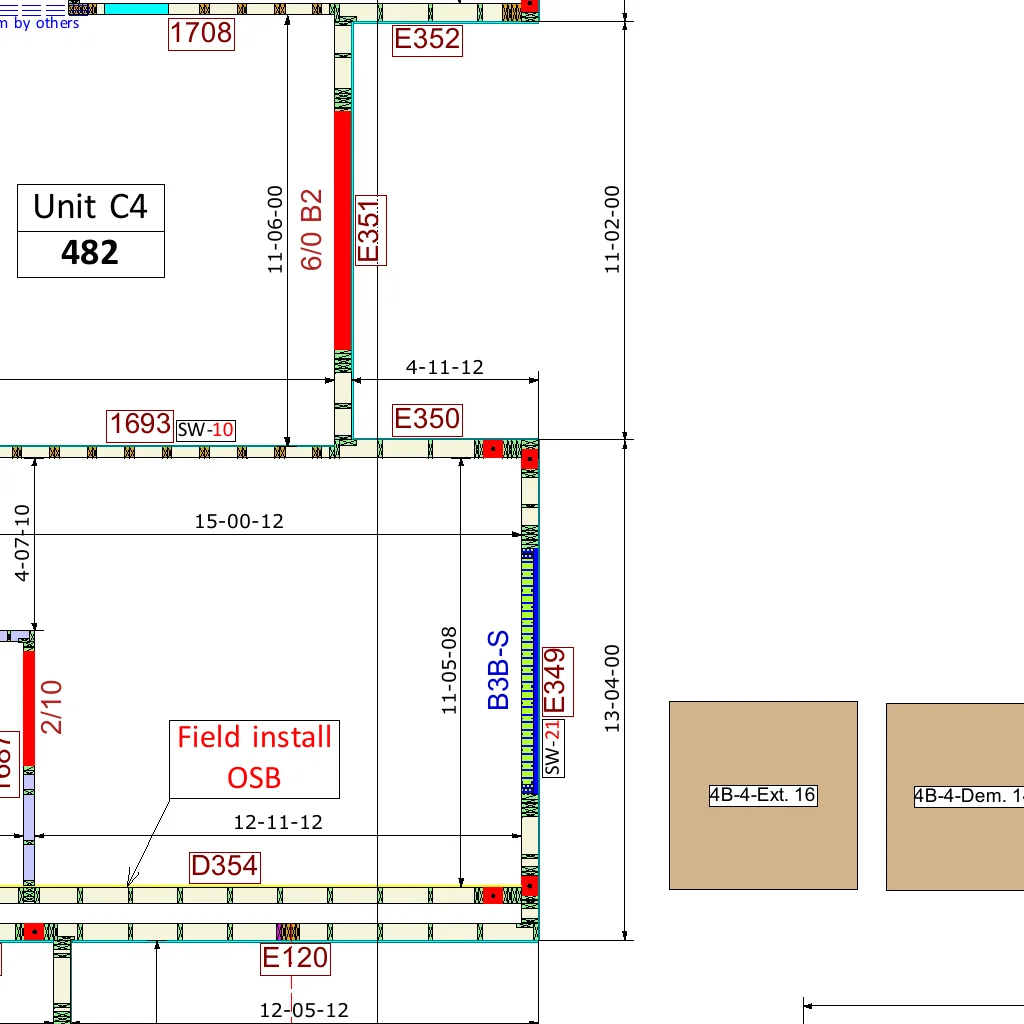 m by others
1708
E352
Unit C4
482
11-06-00
6/0 B2
E351
11-02-00
4-11-12
1693
SW-10
E350
15-00-12
4-07-10
11-05-08
B3B-S
E349
SW-21
13-04-00
2/10
1687
Field install
OSB
12-11-12
D354
4B-4-Ext. 16
4B-4-Dem.
E120
12-05-12